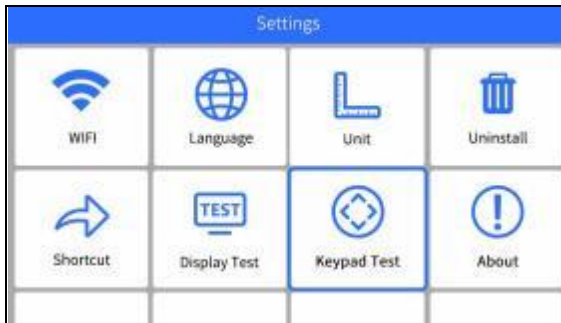 Settings
WIFI Language Unit Uninstall
TEST
Shortcut Display Test Keypad Test About